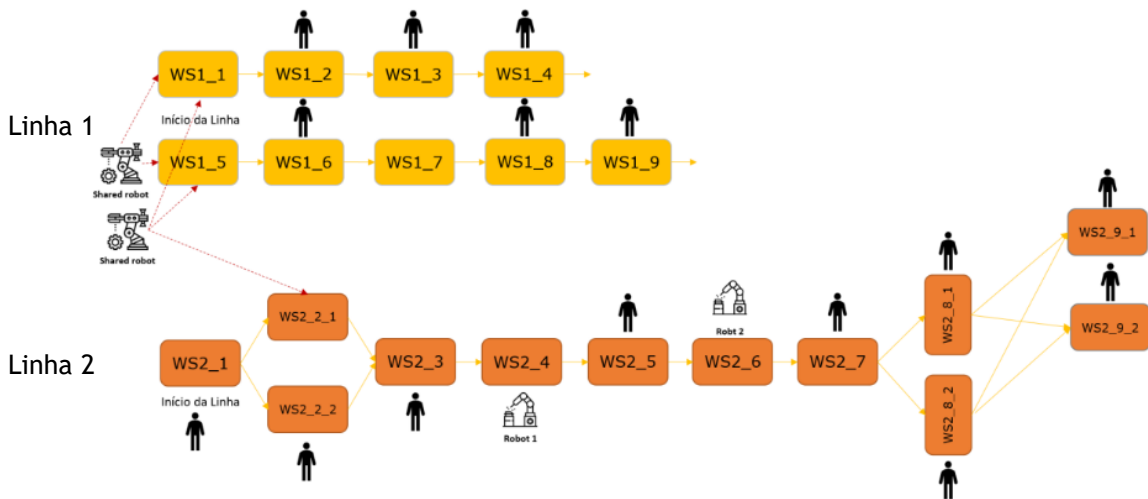 WS1_1
WS1_2
WS1_3
WS1_4
Linha 1
Início da Linha
WS1_5
WS1_6
WS1_7
WS1_8
WS1_9
Shared robot
Shared robot
WS2_9_1
WS2_2_1
WS2_8_1
Robt 2
WS2_9_2
Linha 2
WS2_1
WS2_3
WS2_4
WS2_5
WS2_6
WS2_7
Início da Linha
WS2_2_2
WS2_8_2
Robot 1